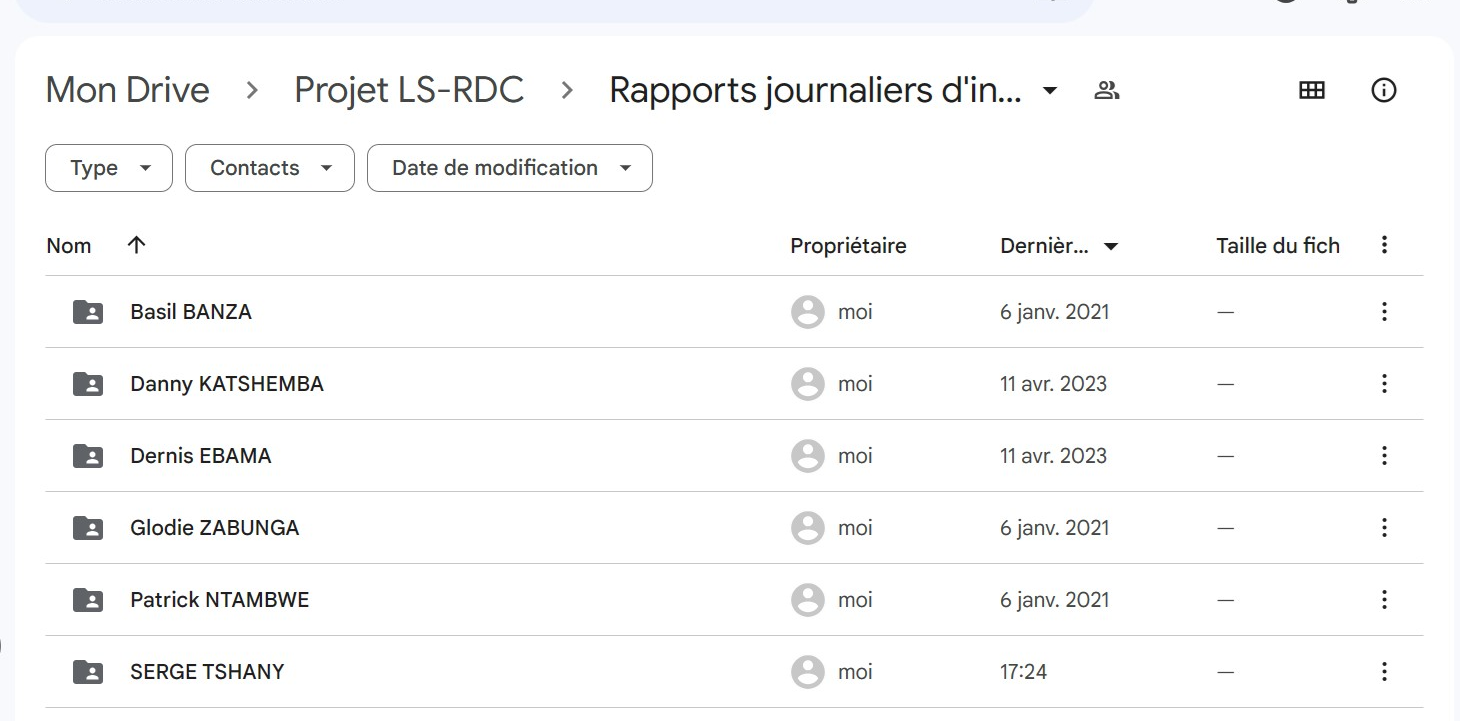 Mon Drive > Projet LS-RDC > Rapports journaliers d'in...
Type Contacts Date de modification
Nom Propriétaire Dernièr... Taille du fich
Basil BANZA moi 6 janv. 2021 —
Danny KATSHEMBA moi 11 avr. 2023 —
Dernis EBAMA moi 11 avr. 2023 —
Glodie ZABUNGA moi 6 janv. 2021 —
Patrick NTAMBWE moi 6 janv. 2021 —
SERGE TSHANY moi 17:24 —